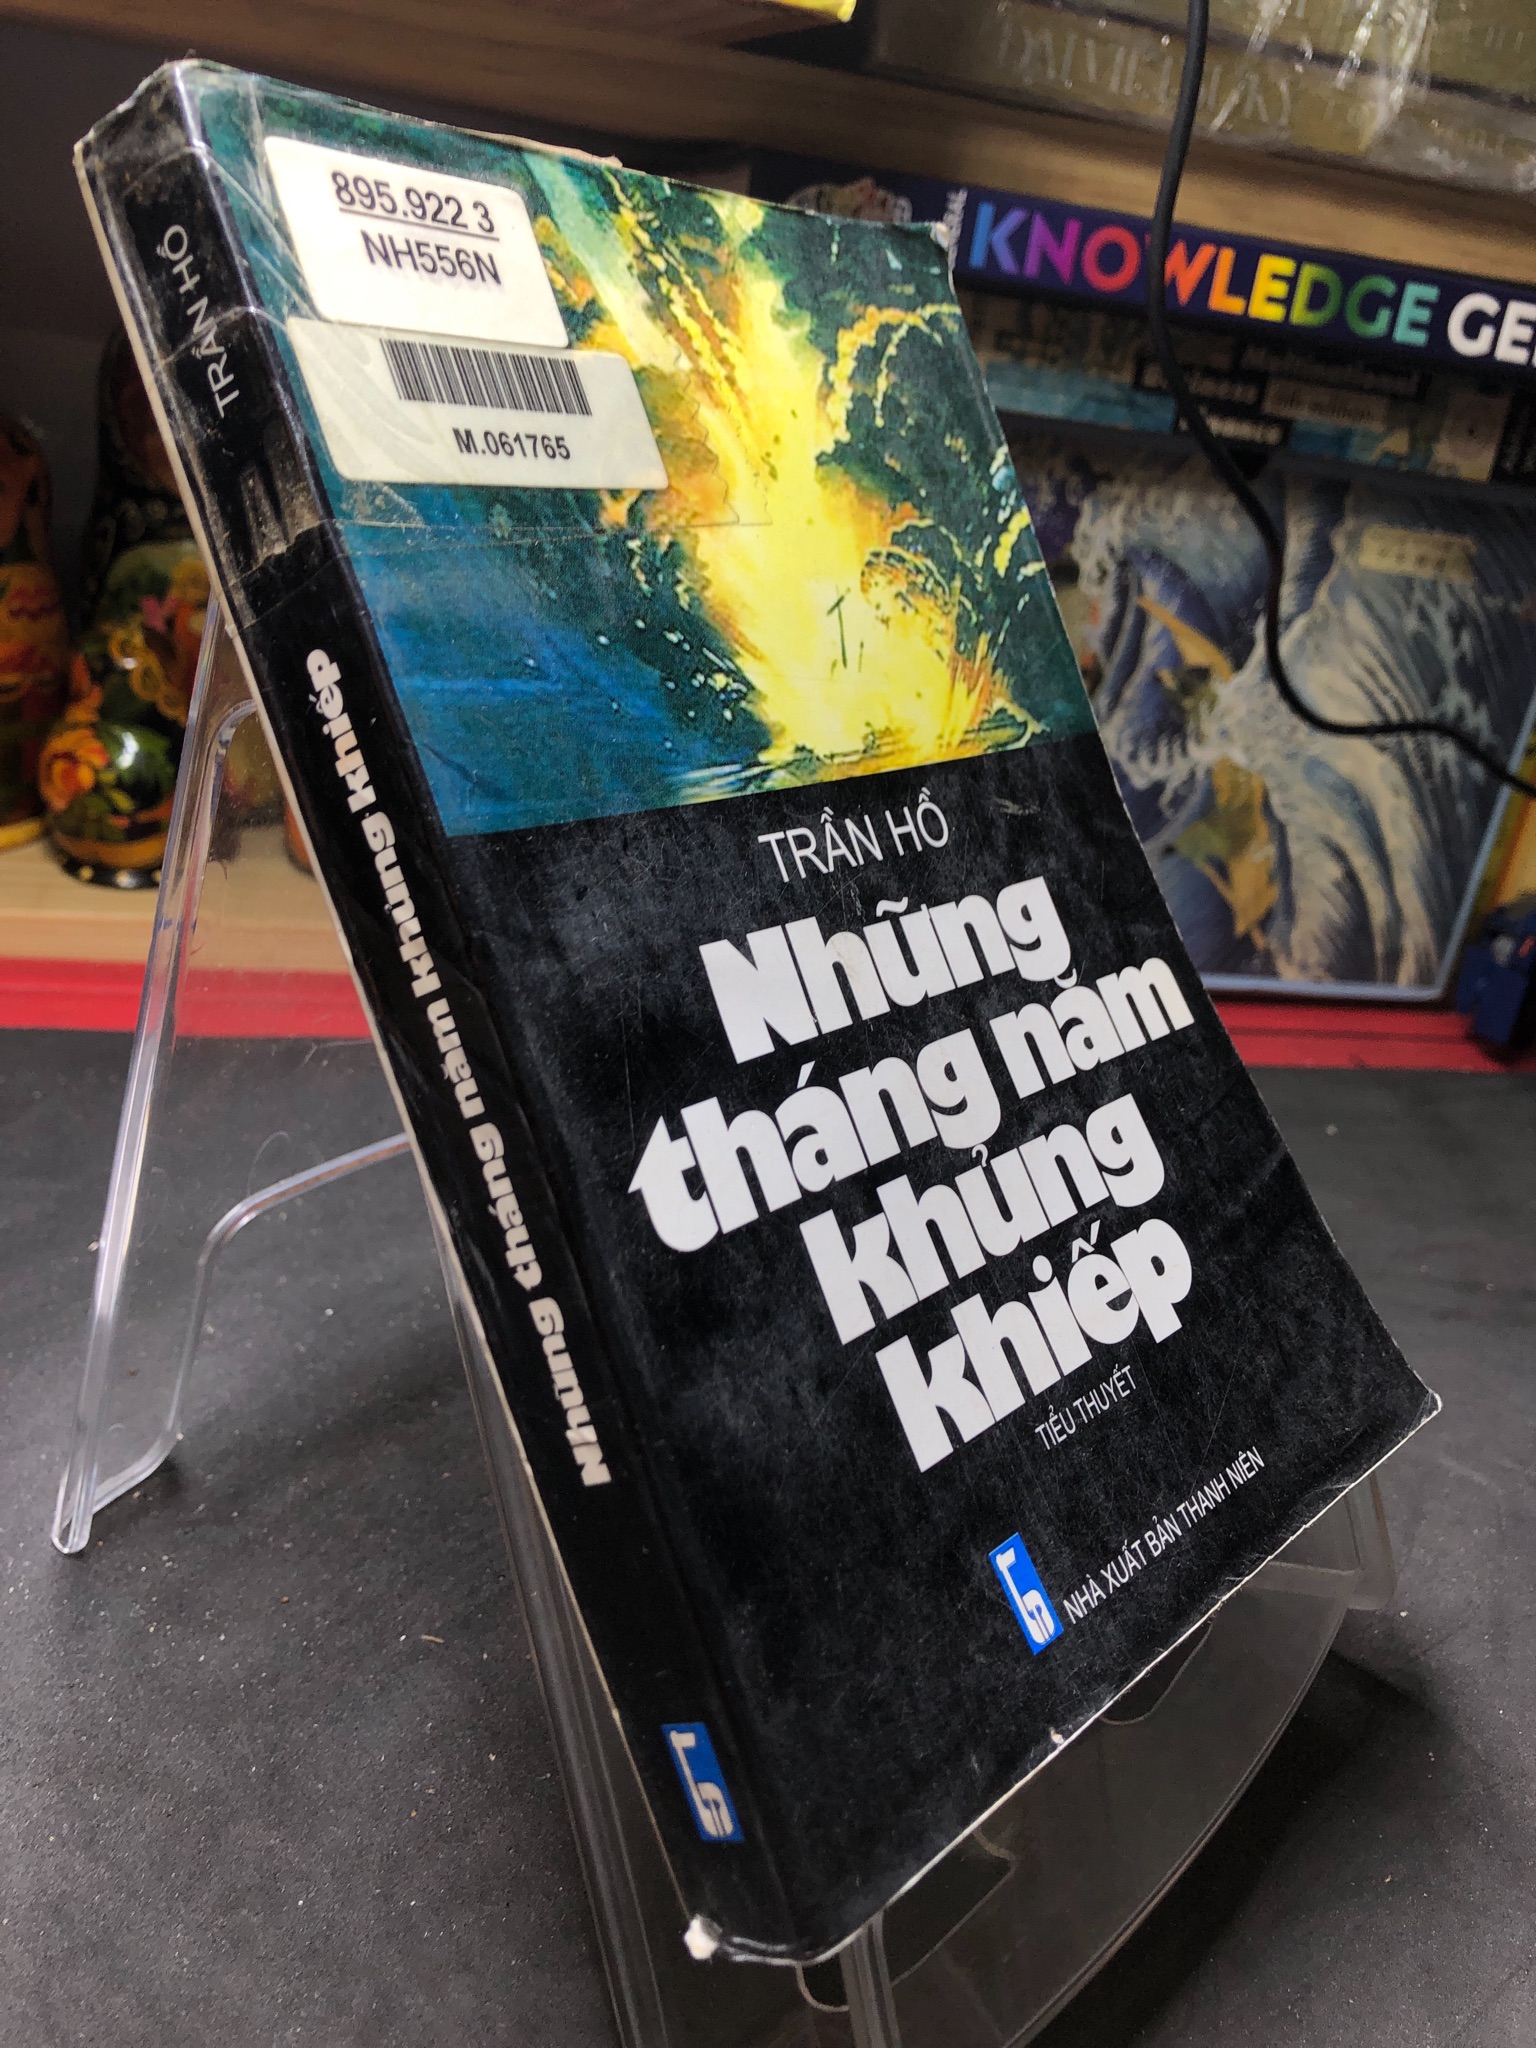 895.922 3
NH556N
M.061765
TRẦN HỒ
Những
tháng năm
khủng
khiếp
TIỂU THUYẾT
NHÀ XUẤT BẢN THANH NIÊN
TRẦN HỒ
Những tháng năm khủng khiếp
KNOWLEDGE GE